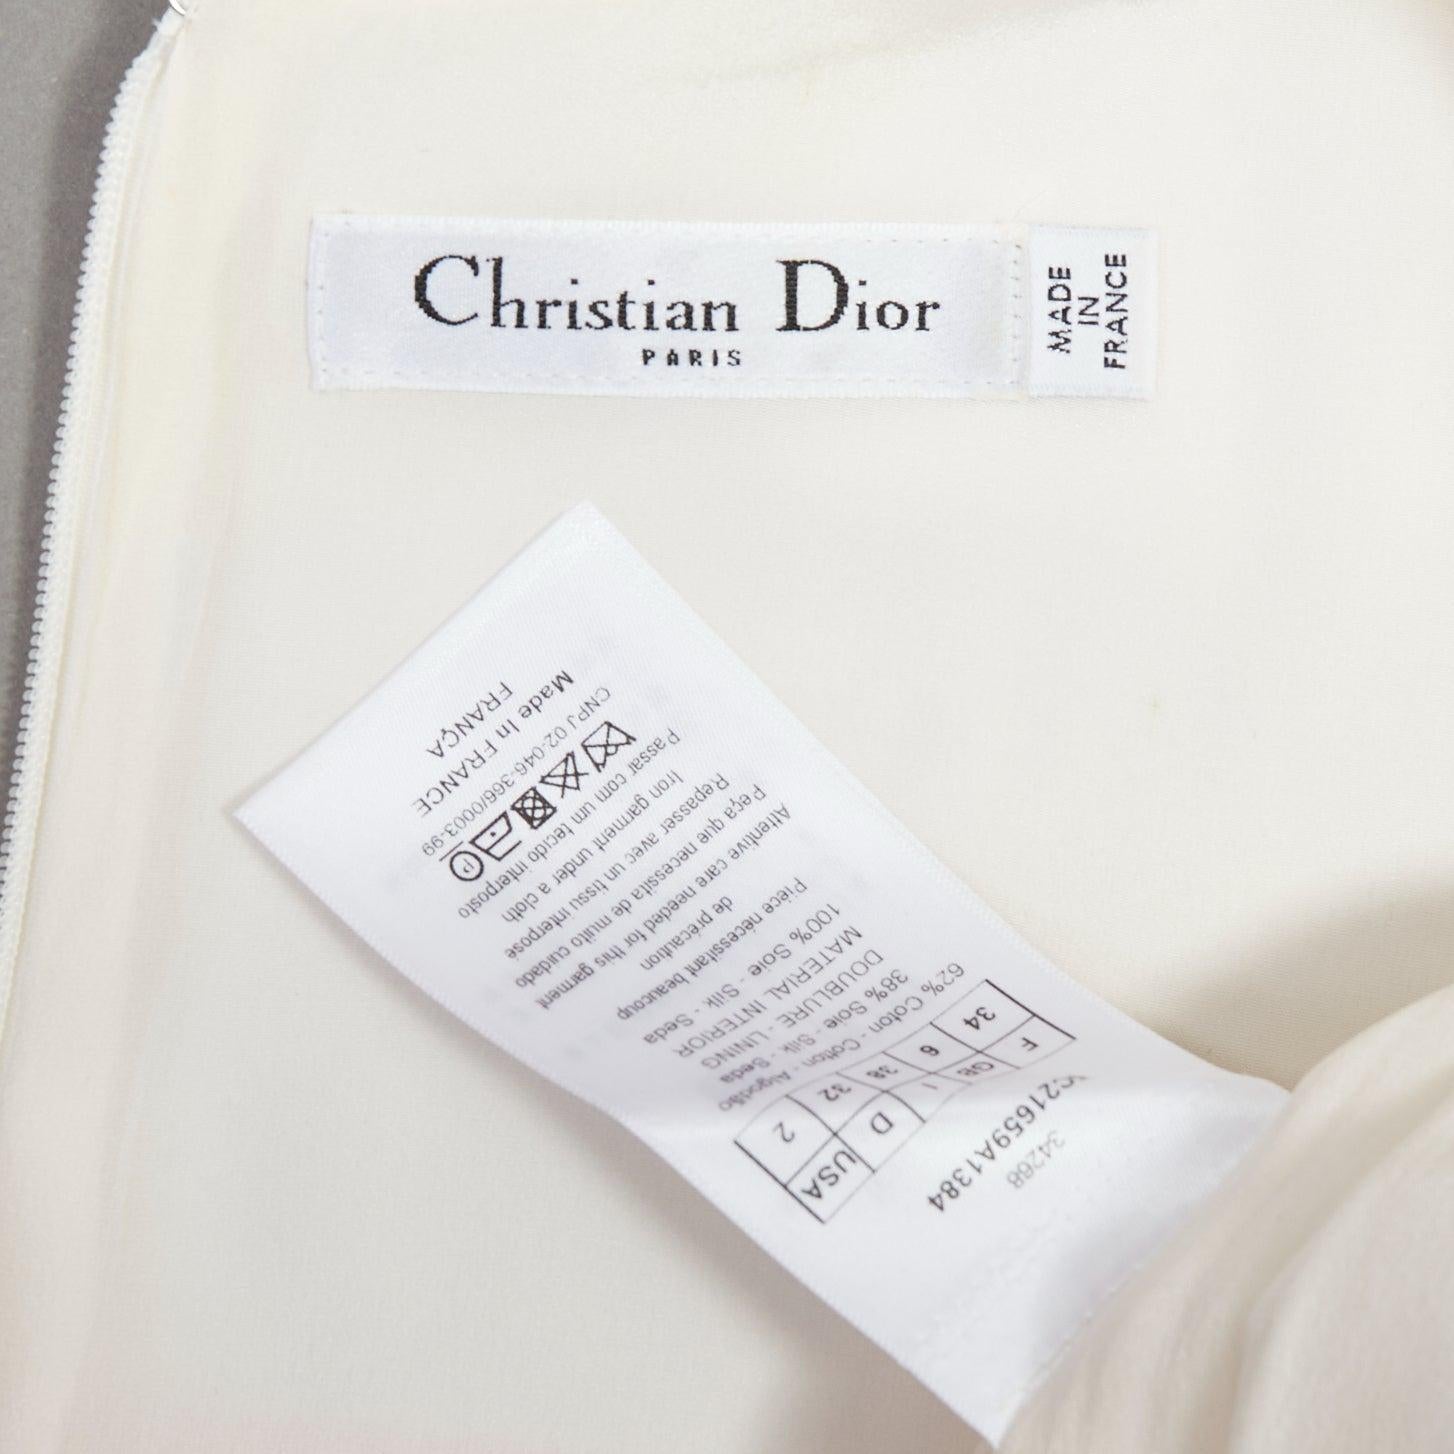 Christian Dior
PARIS
MADE
IN
FRANCE
34268
21659A1384
F GB I D USA
34 6 38 32 2
62% Coton - Cotton - Algodão
38% Soie - Silk - Seda
DOUBLURE - LINING
MATERIAL INTERIOR
100% Soie - Silk - Seda
Pièce nécessitant beaucoup
de précaution
Attentive care needed for this garment
Peça que necessita de muito cuidado
Repasser avec un tissu interpose
Iron garment under a cloth
Passar com um tecido interposto
P
CNPJ 02-046-366/0003-99
Made In FRANCE
FRANÇA